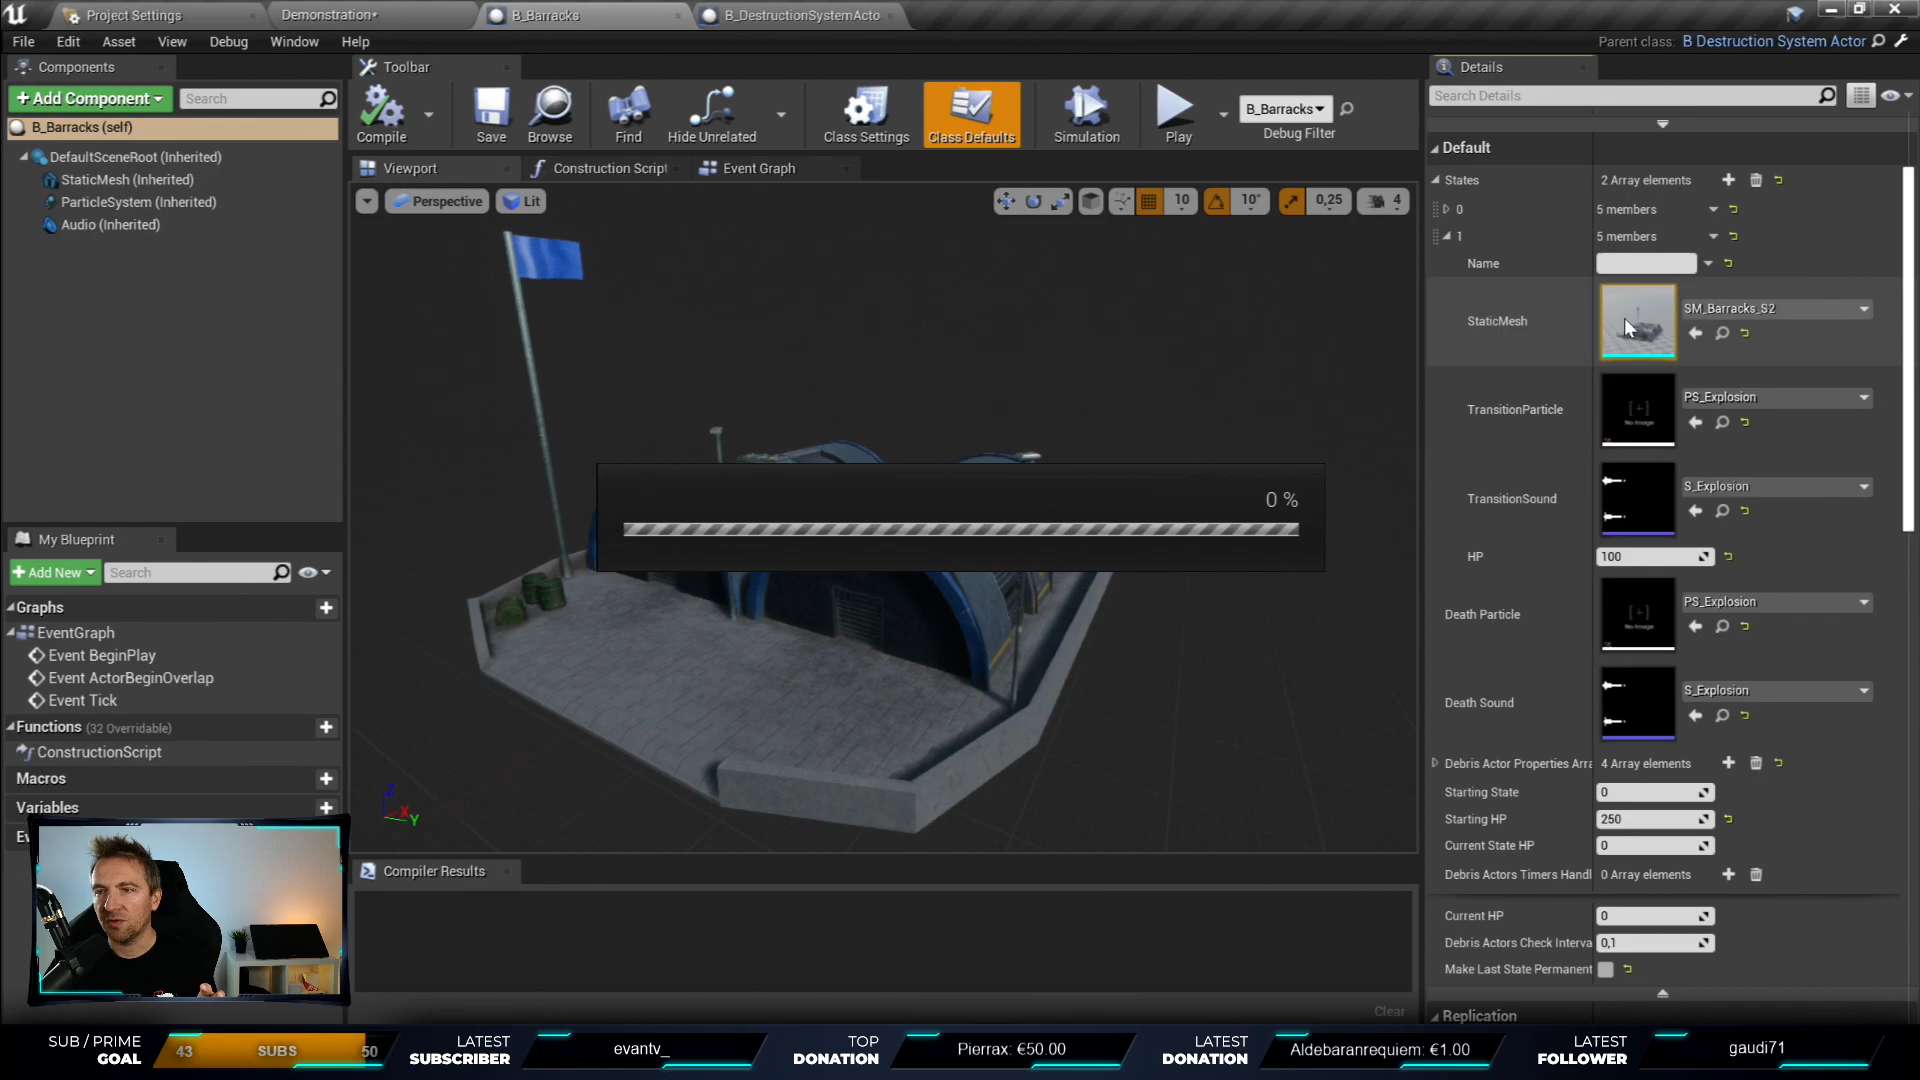 Project Settings
Demonstration*
B_Barracks
B_DestructionSystemActo
File Edit Asset View Debug Window Help
Parent class: B Destruction System Actor
Components
+ Add Component
Search
B_Barracks (self)
DefaultSceneRoot (Inherited)
StaticMesh (Inherited)
ParticleSystem (Inherited)
Audio (Inherited)
Toolbar
Compile
Save
Browse
Find
Hide Unrelated
Class Settings
Class Defaults
Simulation
Play
B_Barracks
Debug Filter
Viewport
Construction Script
Event Graph
Perspective
Lit
10
10°
0,25
4
0 %
Z
X
Y
My Blueprint
+ Add New
Search
Graphs
EventGraph
Event BeginPlay
Event ActorBeginOverlap
Event Tick
Functions (32 Overridable)
ConstructionScript
Macros
Variables
Ev
Compiler Results
Clear
Details
Search Details
Default
States 2 Array elements
0 5 members
1 5 members
Name
StaticMesh SM_Barracks_S2
TransitionParticle PS_Explosion
No Image
TransitionSound S_Explosion
HP 100
Death Particle PS_Explosion
No Image
Death Sound S_Explosion
Debris Actor Properties Arra 4 Array elements
Starting State 0
Starting HP 250
Current State HP 0
Debris Actors Timers Handl 0 Array elements
Current HP 0
Debris Actors Check Interva 0,1
Make Last State Permanent
Replication
SUB / PRIME GOAL
43 SUBS 50
LATEST SUBSCRIBER
evantv_
TOP DONATION
Pierrax: €50.00
LATEST DONATION
Aldebaranrequiem: €1.00
LATEST FOLLOWER
gaudi71